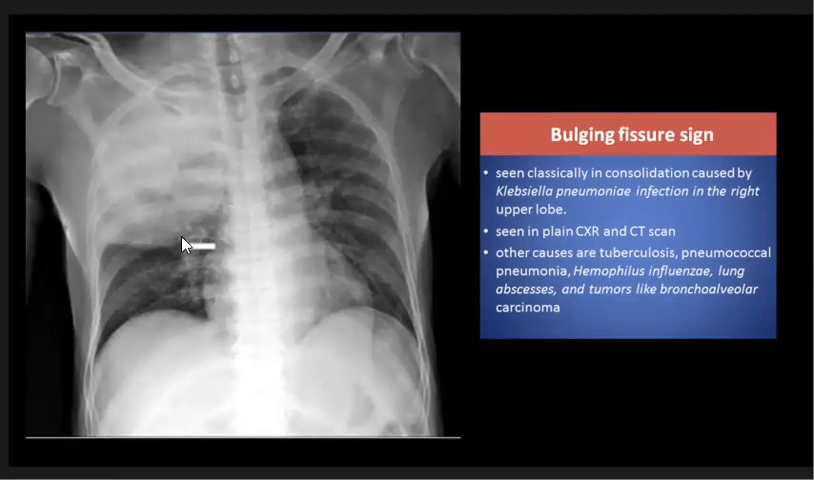 Bulging fissure sign
• seen classically in consolidation caused by
Klebsiella pneumoniae infection in the right
upper lobe.
• seen in plain CXR and CT scan
• other causes are tuberculosis, pneumococcal
pneumonia, Hemophilus influenzae, lung
abscesses, and tumors like bronchoalveolar
carcinoma